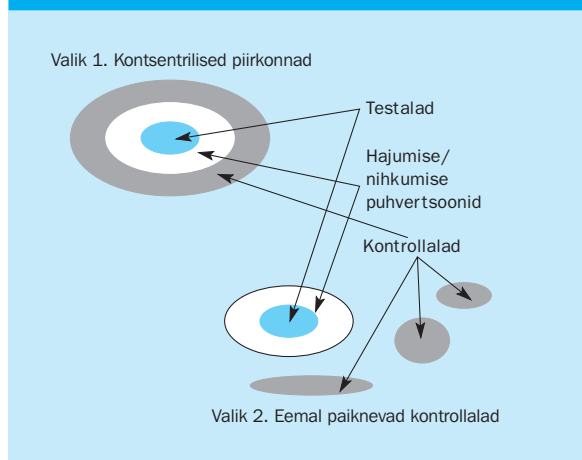 Valik 1. Kontsentrilised piirkonnad
Testalad
Hajumise/
nihkumise
puhvertsoonid
Kontrollalad
Valik 2. Eemal paiknevad kontrollalad